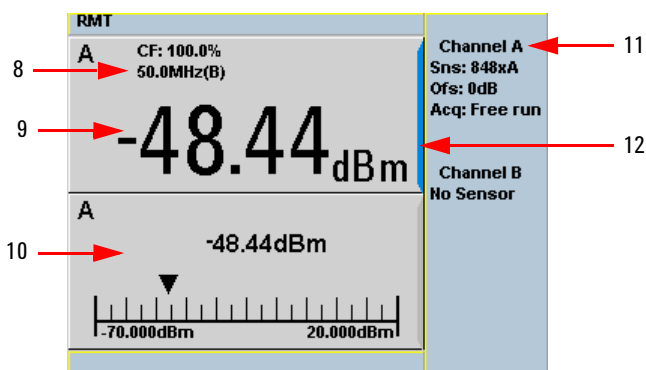 RMT
A
CF: 100.0%
50.0MHz(B)
-48.44dBm
A
-48.44dBm
-70.000dBm
20.000dBm
Channel A
Sns: 848xA
Ofs: 0dB
Acq: Free run
Channel B
No Sensor
8
9
10
11
12